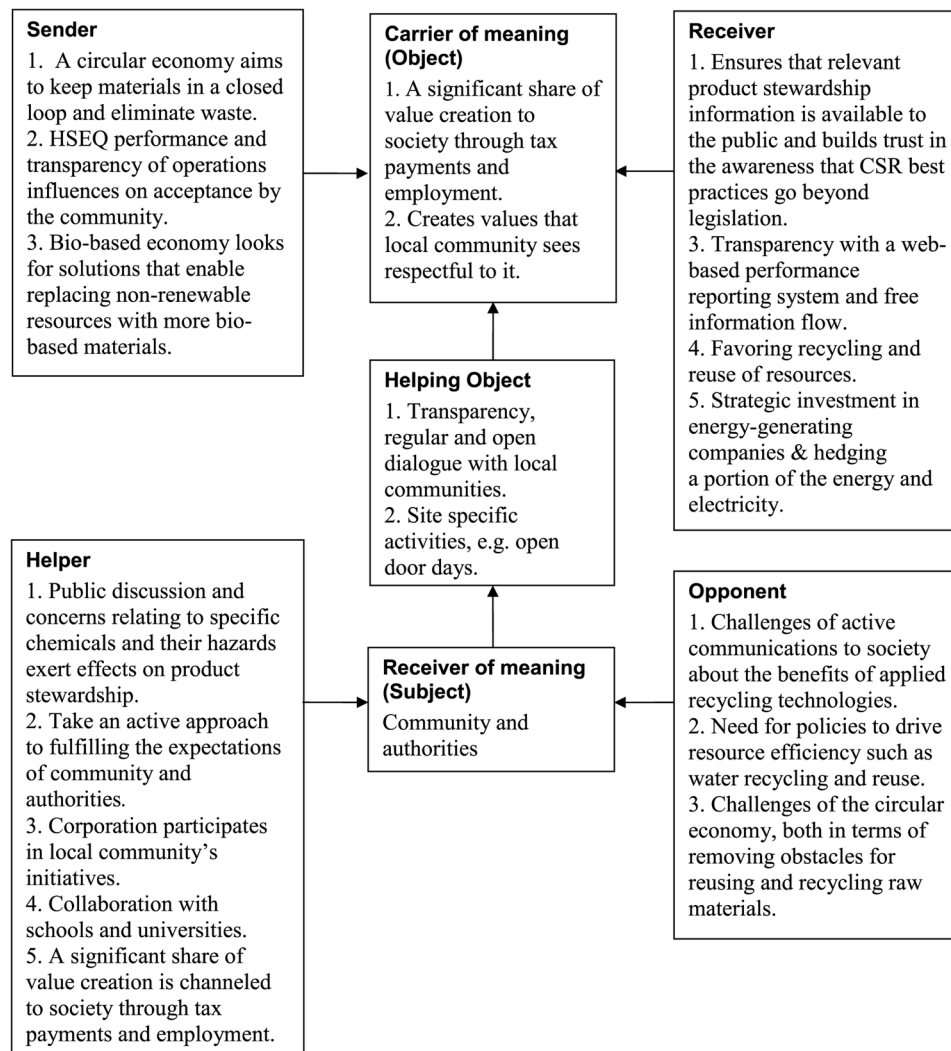 Sender
1. A circular economy aims
to keep materials in a closed
loop and eliminate waste.
2. HSEQ performance and
transparency of operations
influences on acceptance by
the community.
3. Bio-based economy looks
for solutions that enable
replacing non-renewable
resources with more bio-
based materials.
Carrier of meaning
(Object)
1. A significant share of
value creation to
society through tax
payments and
employment.
2. Creates values that
local community sees
respectful to it.
Receiver
1. Ensures that relevant
product stewardship
information is available
to the public and builds trust in
the awareness that CSR best
practices go beyond
legislation.
3. Transparency with a web-
based performance
reporting system and free
information flow.
4. Favoring recycling and
reuse of resources.
5. Strategic investment in
energy-generating
companies & hedging
a portion of the energy and
electricity.
Helping Object
1. Transparency,
regular and open
dialogue with local
communities.
2. Site specific
activities, e.g. open
door days.
Helper
1. Public discussion and
concerns relating to specific
chemicals and their hazards
exert effects on product
stewardship.
2. Take an active approach
to fulfilling the expectations
of community and
authorities.
3. Corporation participates
in local community's
initiatives.
4. Collaboration with
schools and universities.
5. A significant share of
value creation is channeled
to society through tax
payments and employment.
Receiver of meaning
(Subject)
Community and
authorities
Opponent
1. Challenges of active
communications to society
about the benefits of applied
recycling technologies.
2. Need for policies to drive
resource efficiency such as
water recycling and reuse.
3. Challenges of the circular
economy, both in terms of
removing obstacles for
reusing and recycling raw
materials.